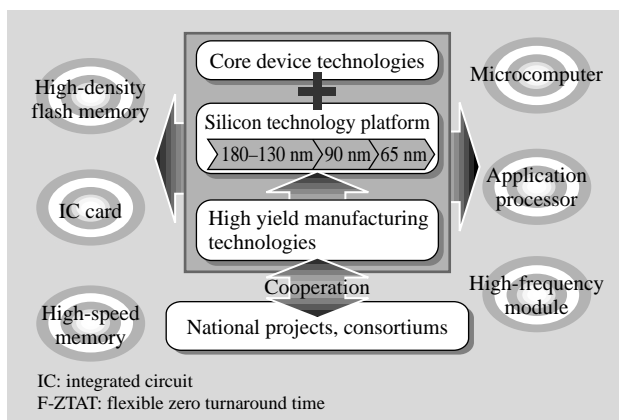 Core device technologies
High-density
flash memory
Microcomputer
Silicon technology platform
180–130 nm 90 nm 65 nm
IC card
Application
processor
High yield manufacturing
technologies
Cooperation
High-speed
memory
High-frequency
module
National projects, consortiums
IC: integrated circuit
F-ZTAT: flexible zero turnaround time